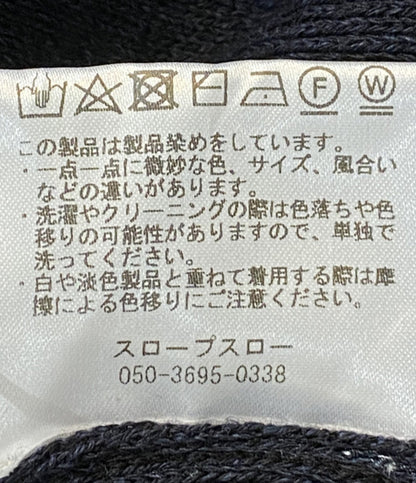 F W
この製品は製品染めをしています。
・一点一点に微妙な色、サイズ、風合い
などの違いがあります。
・洗濯やクリーニングの際は色落ちや色
移りの可能性がありますので、単独で
洗ってください。
・白や淡色製品と重ねて着用する際は摩
擦による色移りにご注意ください。
スロープスロー
050-3695-0338